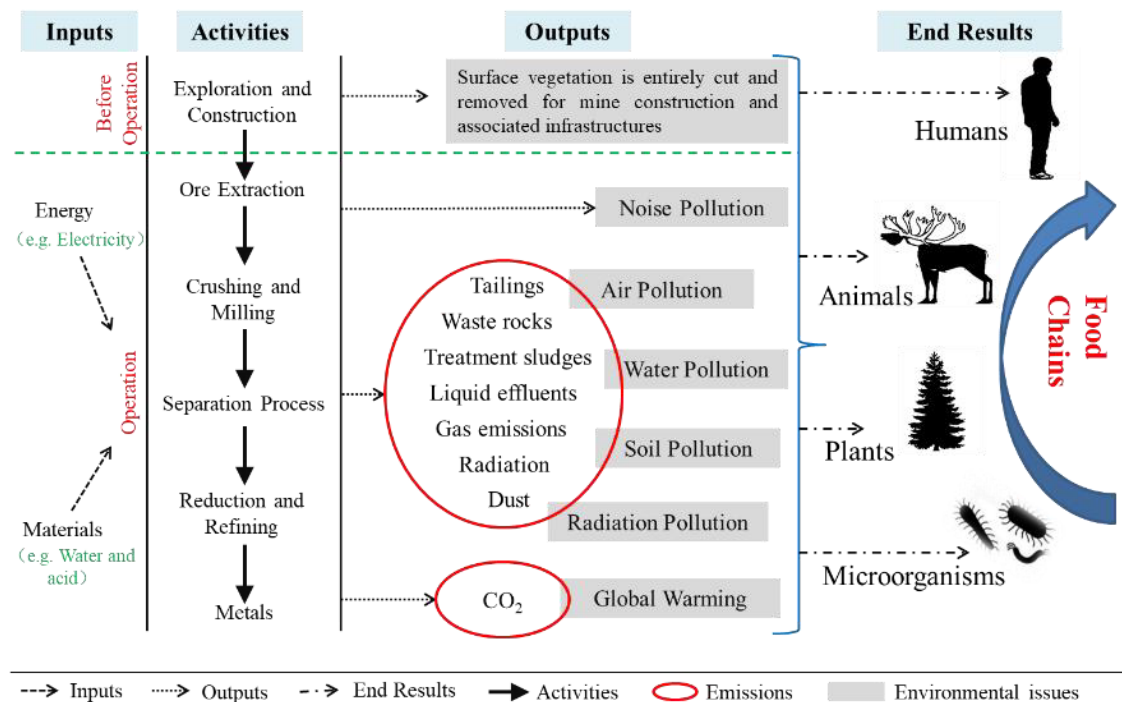 Inputs
Activities
Outputs
End Results
Before
Operation
Exploration and
Construction
Surface vegetation is entirely cut and
removed for mine construction and
associated infrastructures
Humans
Ore Extraction
Noise Pollution
Energy
(e.g. Electricity)
Crushing and
Milling
Tailings
Waste rocks
Treatment sludges
Liquid effluents
Gas emissions
Radiation
Dust
Air Pollution
Water Pollution
Soil Pollution
Radiation Pollution
Animals
Food
Chains
Operation
Separation Process
Plants
Reduction and
Refining
Materials
(e.g. Water and
acid)
Microorganisms
Metals
CO₂
Global Warming
Inputs
Outputs
End Results
Activities
Emissions
Environmental issues